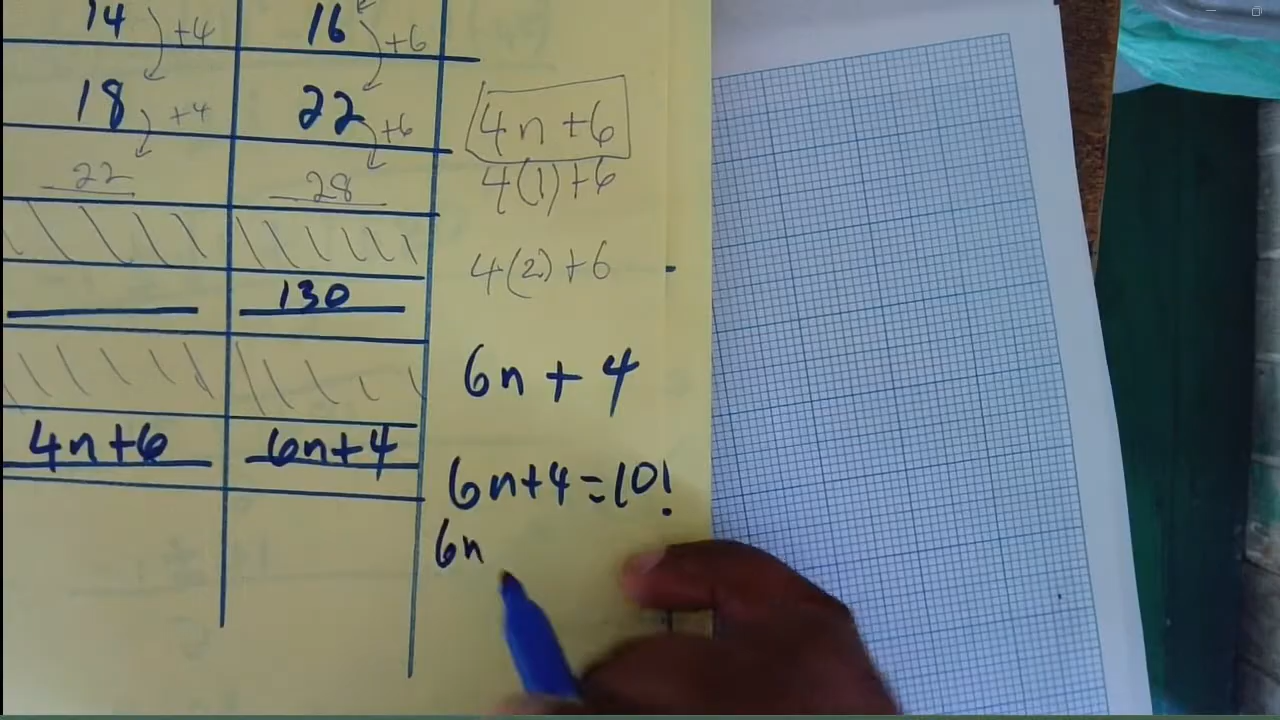 14 +4 16 +6
18 +4 22 +6
22 28
130
4n+6 6n+4
4n+6
4(1)+6
4(2)+6
6n+4
6n+4=10!
6n